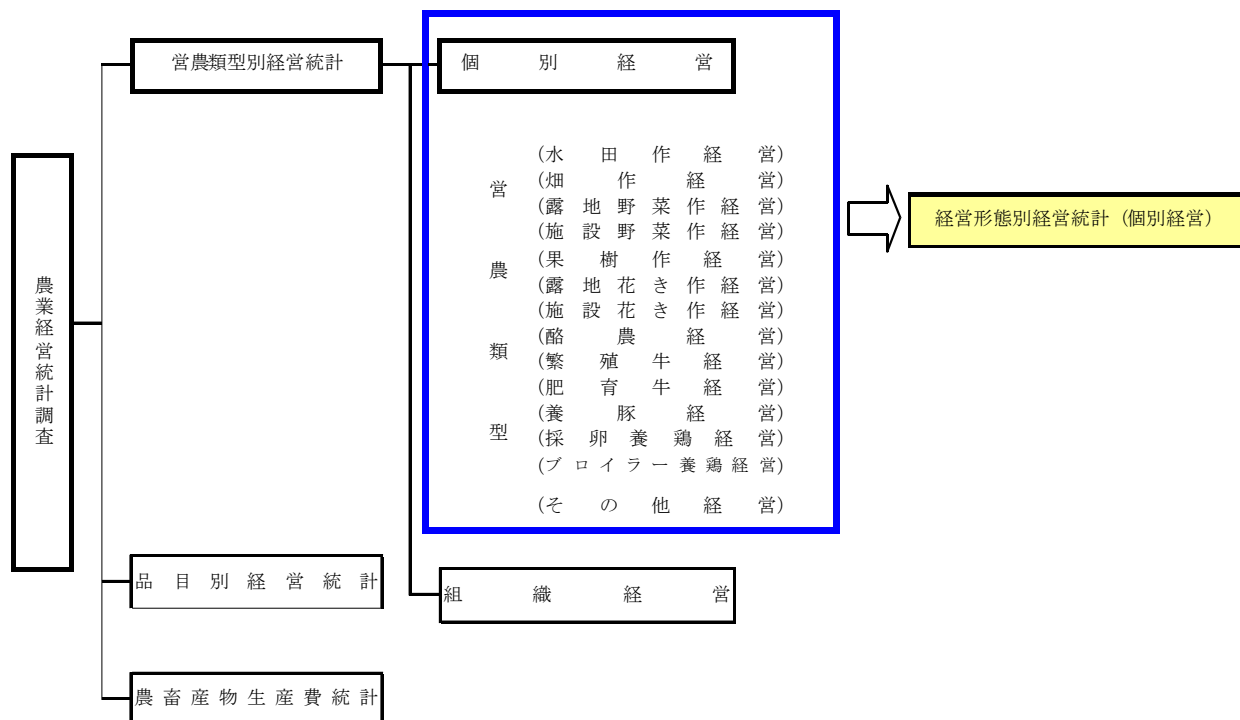 農業経営統計調査
営農類型別経営統計
個別経営
営農類型
(水田作経営)
(畑作経営)
(露地野菜作経営)
(施設野菜作経営)
(果樹作経営)
(露地花き作経営)
(施設花き作経営)
(酪農経営)
(繁殖牛経営)
(肥育牛経営)
(養豚経営)
(採卵養鶏経営)
(ブロイラー養鶏経営)
(その他経営)
経営形態別経営統計(個別経営)
組織経営
品目別経営統計
農畜産物生産費統計